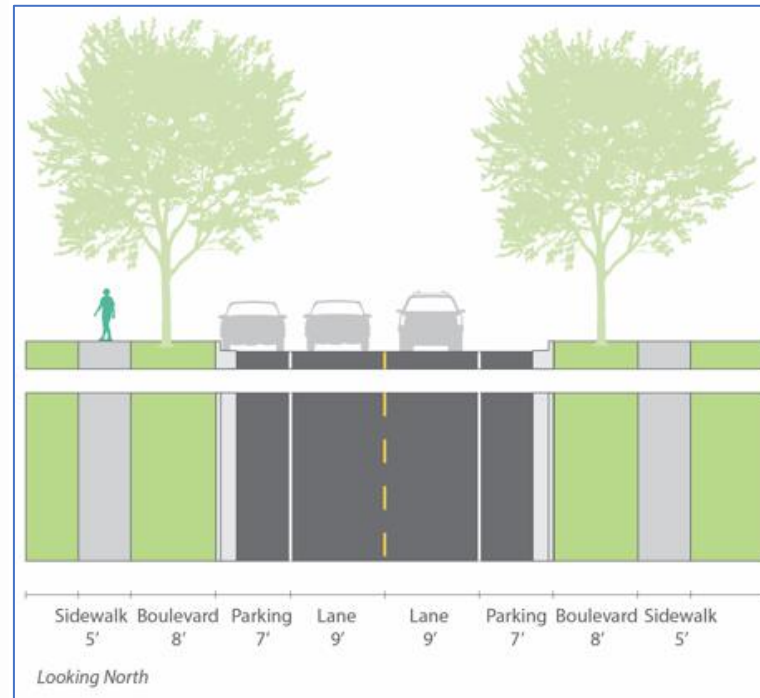 Sidewalk Boulevard Parking Lane Lane Parking Boulevard Sidewalk
5’ 8’ 7’ 9’ 9’ 7’ 8’ 5’
Looking North